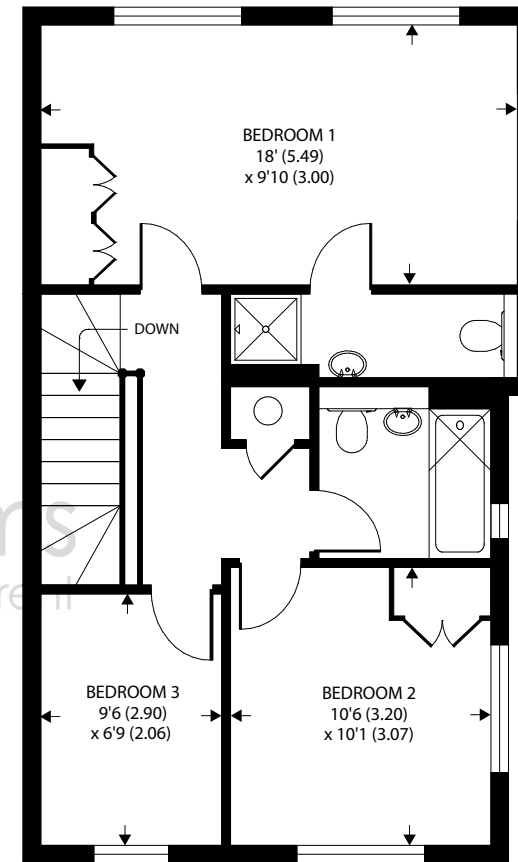 BEDROOM 1
18' (5.49)
x 9'10 (3.00)
DOWN
BEDROOM 3
9'6 (2.90)
x 6'9 (2.06)
BEDROOM 2
10'6 (3.20)
x 10'1 (3.07)